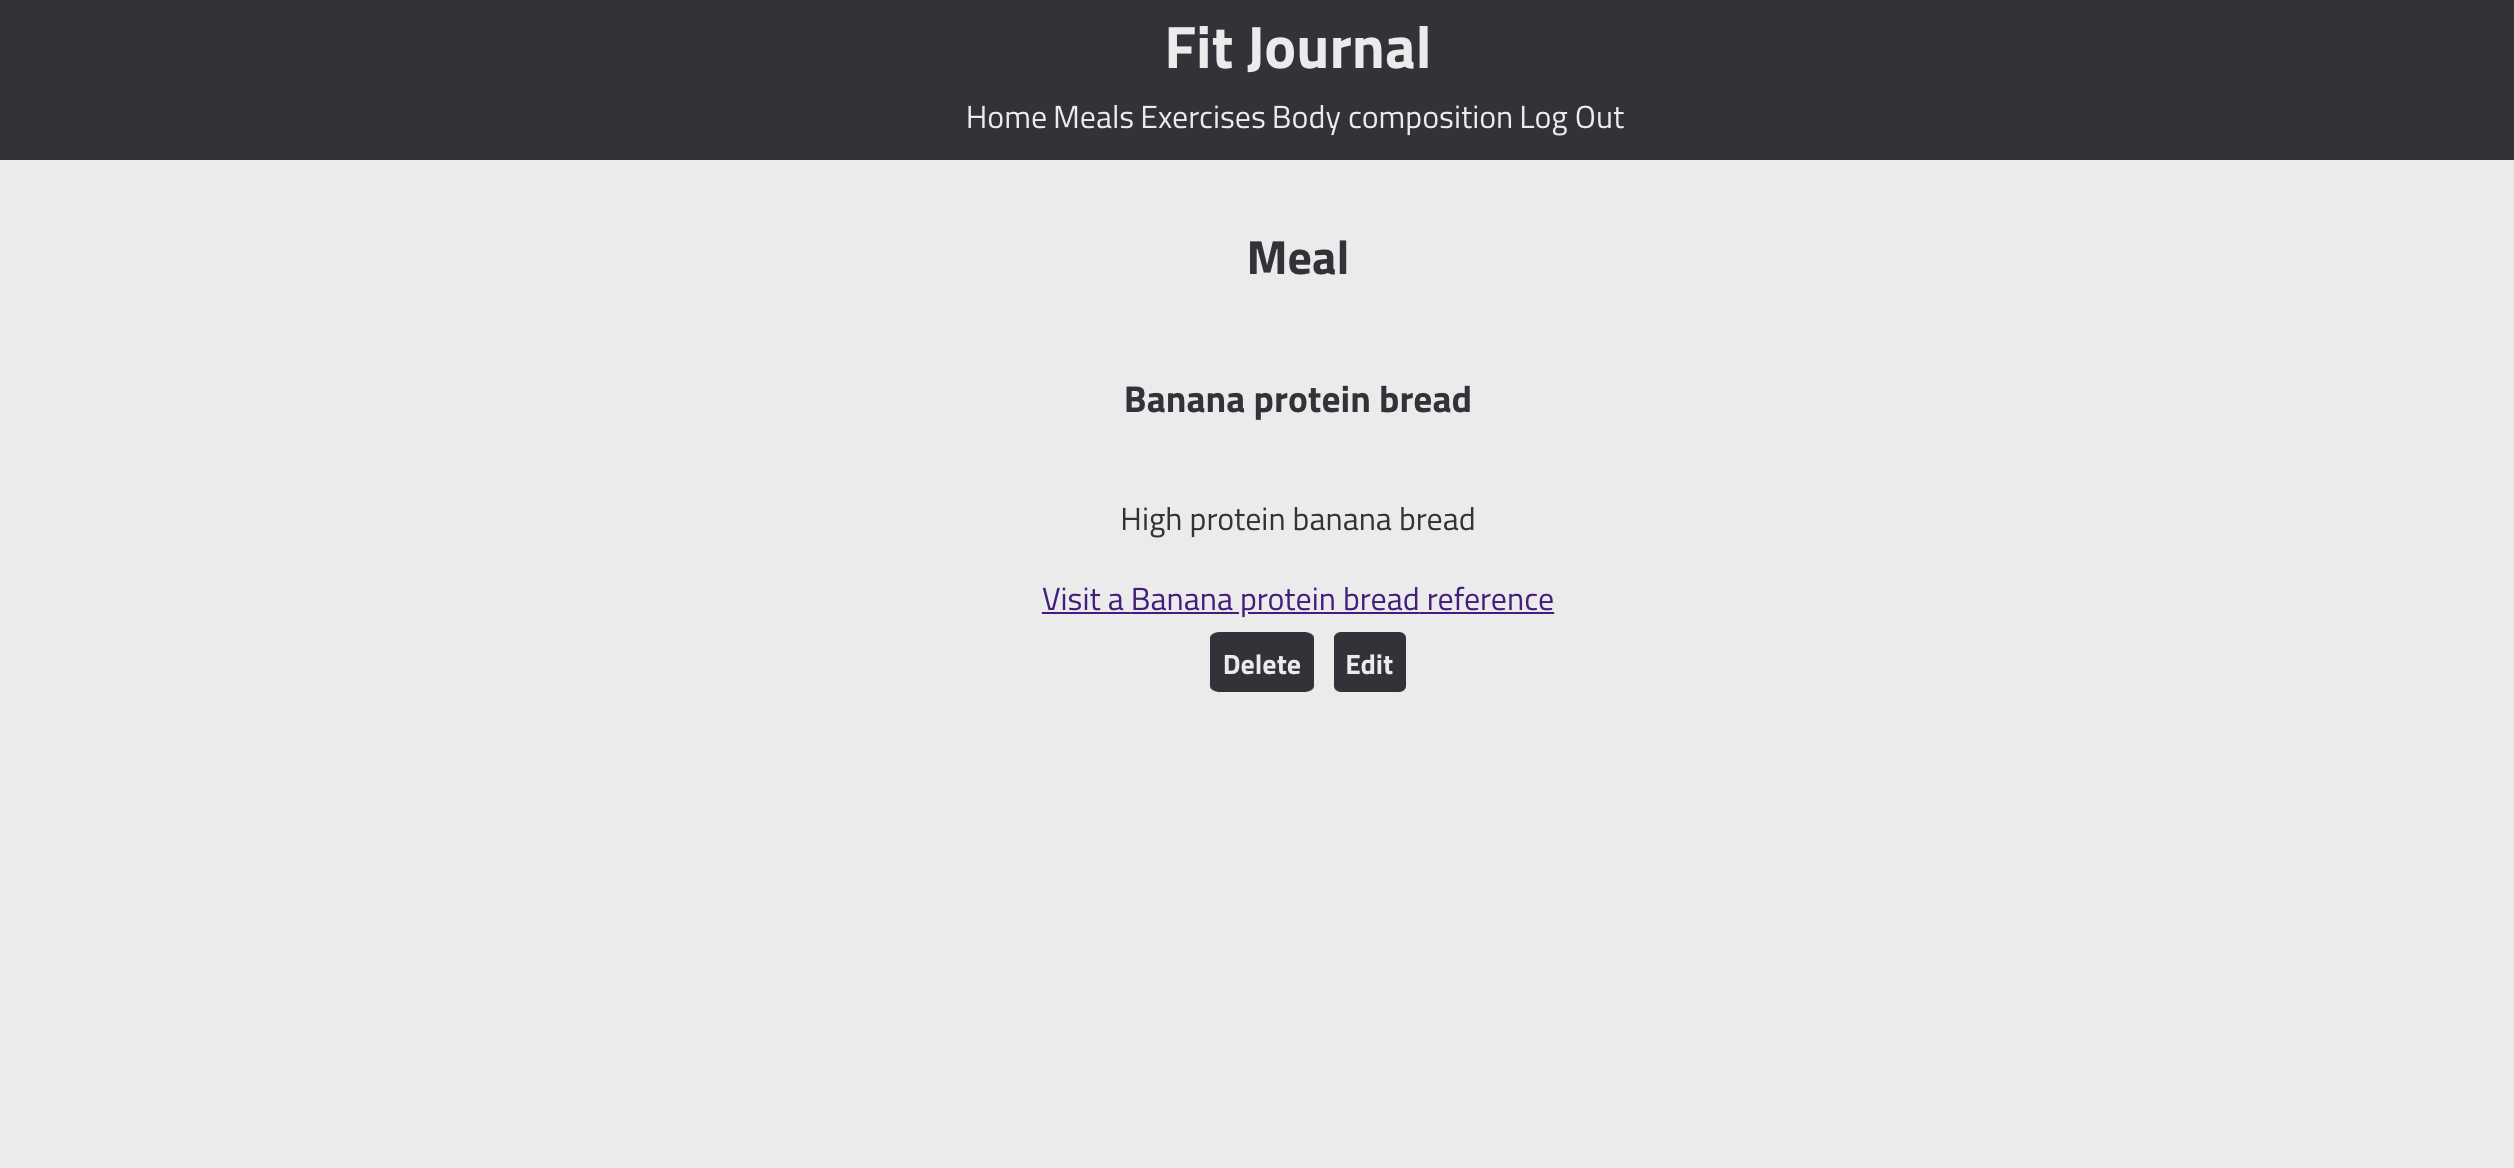 Fit Journal
Home Meals Exercises Body composition Log Out
Meal
Banana protein bread
High protein banana bread
Visit a Banana protein bread reference
Delete Edit